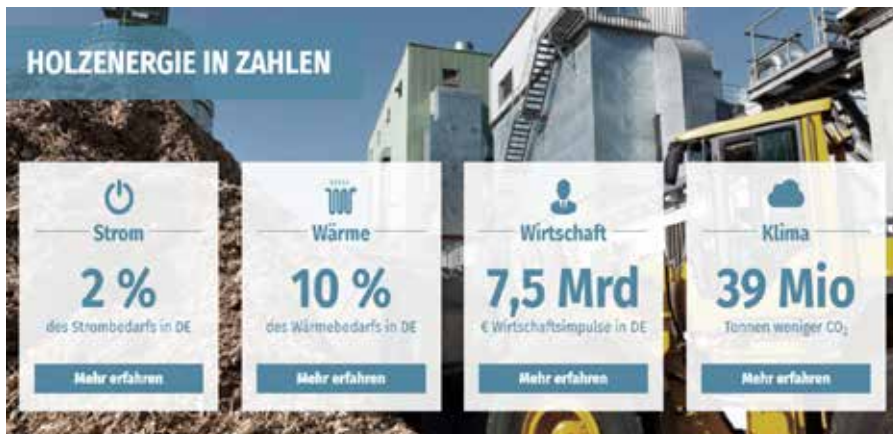 HOLZENERGIE IN ZAHLEN
Strom
2 %
des Strombedarfs in DE
Mehr erfahren
Wärme
10 %
des Wärmebedarfs in DE
Mehr erfahren
Wirtschaft
7,5 Mrd
€ Wirtschaftsimpulse in DE
Mehr erfahren
Klima
39 Mio
Tonnen weniger CO₂
Mehr erfahren